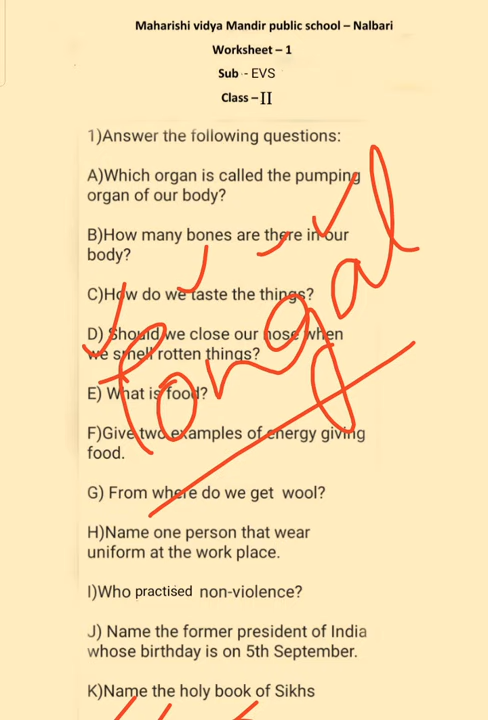 Maharishi vidya Mandir public school – Nalbari
Worksheet – 1
Sub - EVS
Class – II
1)Answer the following questions:
A)Which organ is called the pumping
organ of our body?
B)How many bones are there in our
body?
C)How do we taste the things?
D) Should we close our nose when
we smell rotten things?
E) What is food?
F)Give two examples of energy giving
food.
G) From where do we get wool?
H)Name one person that wear
uniform at the work place.
I)Who practised non-violence?
J) Name the former president of India
whose birthday is on 5th September.
K)Name the holy book of Sikhs
Pongal